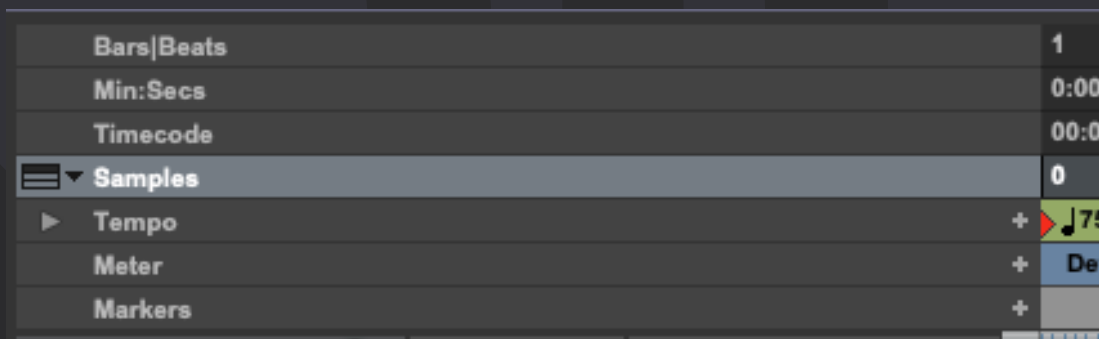 Bars|Beats 1
Min:Secs 0:00
Timecode 00:0
Samples 0
Tempo + 75
Meter + De
Markers +